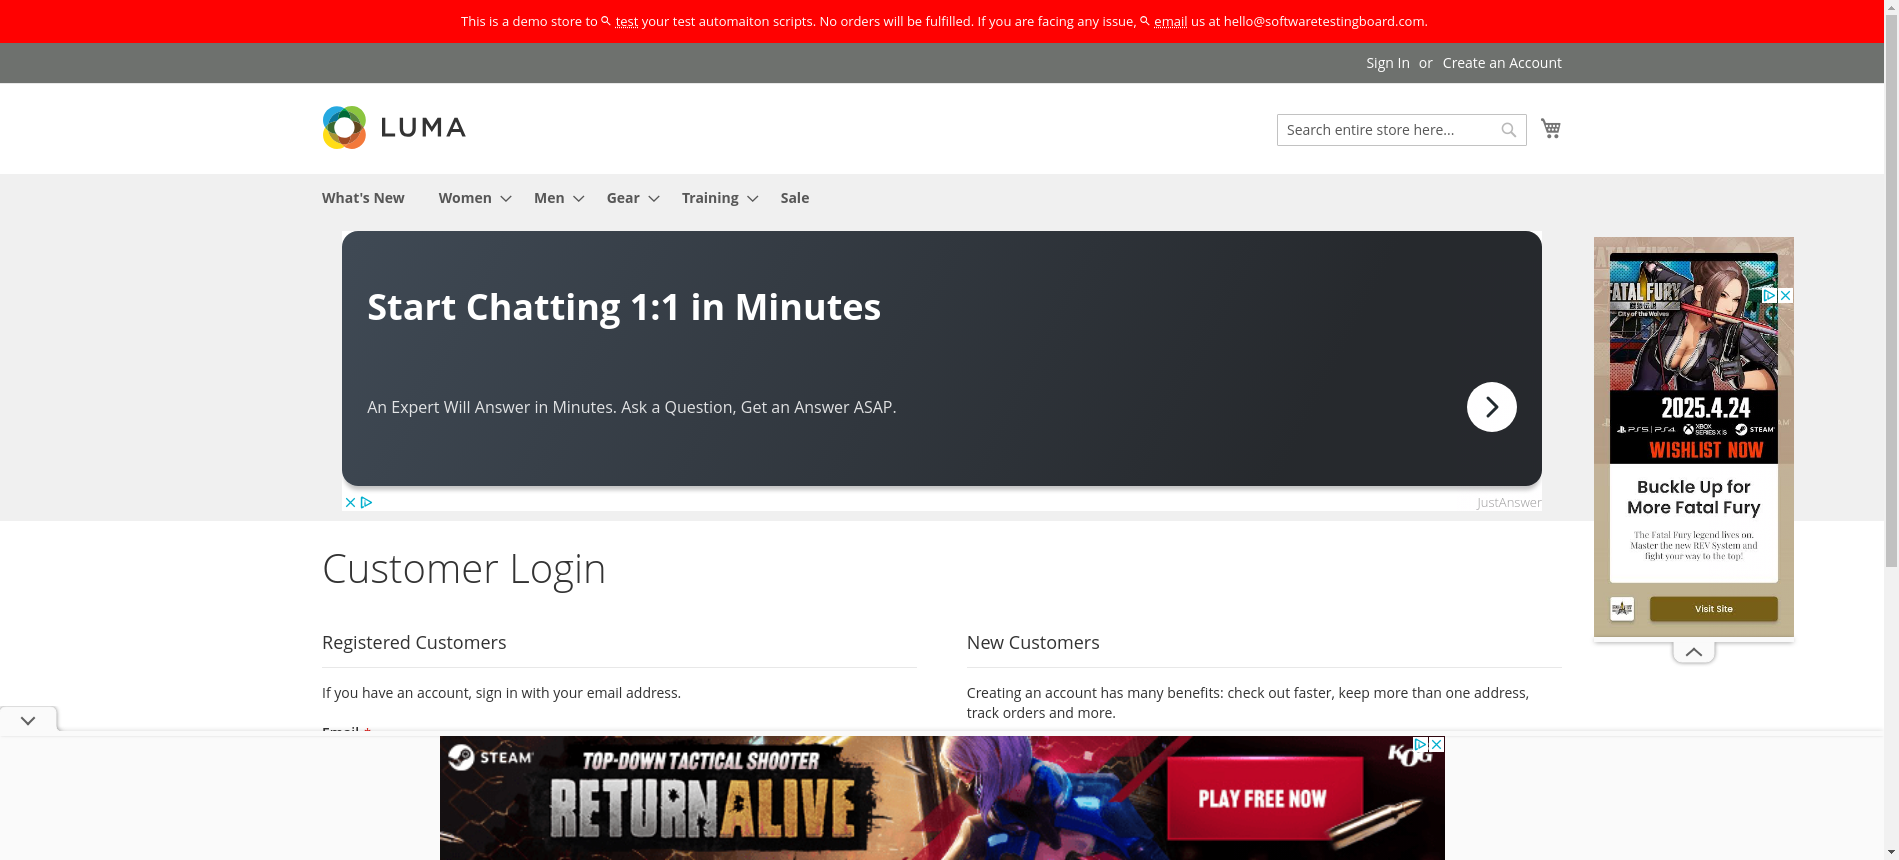 This is a demo store to test your test automaiton scripts. No orders will be fulfilled. If you are facing any issue, email us at hello@softwaretestingboard.com.
Sign In or Create an Account
LUMA
Search entire store here...
What's New Women Men Gear Training Sale
Start Chatting 1:1 in Minutes
An Expert Will Answer in Minutes. Ask a Question, Get an Answer ASAP.
JustAnswer
FATAL FURY
City of the Wolves
2025.4.24
PS5 | PS4 XBOX SERIES X|S STEAM
WISHLIST NOW
Buckle Up for
More Fatal Fury
The Fatal Fury legend lives on.
Master the new REV System and
fight your way to the top!
Visit Site
Customer Login
Registered Customers
If you have an account, sign in with your email address.
Email *
New Customers
Creating an account has many benefits: check out faster, keep more than one address,
track orders and more.
STEAM
TOP-DOWN TACTICAL SHOOTER
RETURN ALIVE
PLAY FREE NOW
KOG